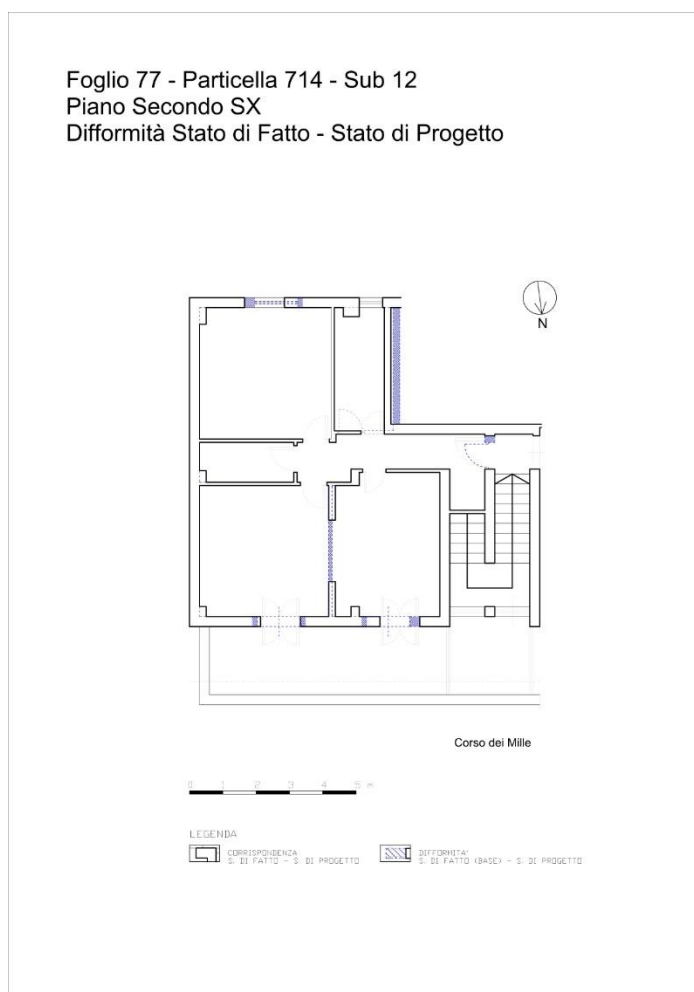 Foglio 77 - Particella 714 - Sub 12
Piano Secondo SX
Difformità Stato di Fatto - Stato di Progetto
N
Corso dei Mille
0 1 2 3 4 5 m
LEGENDA
CORRISPONDENZA
S. DI FATTO - S. DI PROGETTO
DIFFORMITA'
S. DI FATTO (BASE) - S. DI PROGETTO